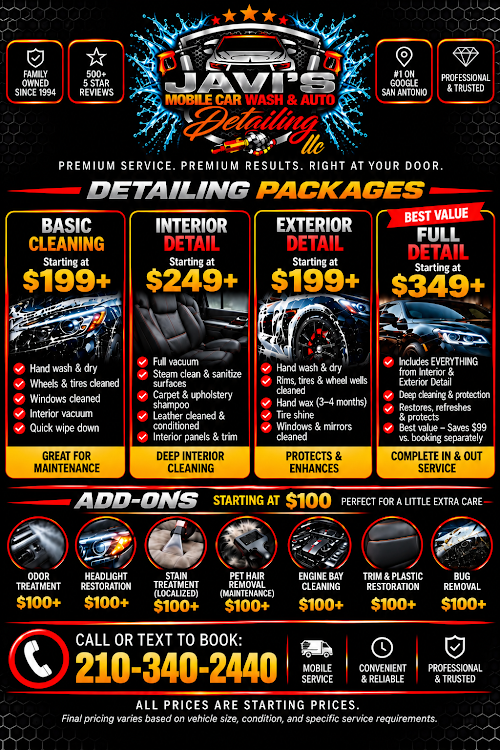 FAMILY
OWNED
SINCE 1994
500+
5 STAR
REVIEWS
JAVI'S
MOBILE CAR WASH & AUTO
Detailing
llc
#1 ON
GOOGLE
SAN ANTONIO
PROFESSIONAL
& TRUSTED
PREMIUM SERVICE. PREMIUM RESULTS. RIGHT AT YOUR DOOR.
DETAILING PACKAGES
BASIC
CLEANING
Starting at
$199+
Hand wash & dry
Wheels & tires cleaned
Windows cleaned
Interior vacuum
Quick wipe down
GREAT FOR
MAINTENANCE
INTERIOR
DETAIL
Starting at
$249+
Full vacuum
Steam clean & sanitize
surfaces
Carpet & upholstery
shampoo
Leather cleaned &
conditioned
Interior panels & trim
DEEP INTERIOR
CLEANING
EXTERIOR
DETAIL
Starting at
$199+
Hand wash & dry
Rims, tires & wheel wells
cleaned
Hand wax (3–4 months)
Tire shine
Windows & mirrors
cleaned
PROTECTS &
ENHANCES
BEST VALUE
FULL
DETAIL
Starting at
$349+
Includes EVERYTHING
from Interior &
Exterior Detail
Deep cleaning & protection
Restores, refreshes
& protects
Best value – Saves $99
vs. booking separately
COMPLETE IN & OUT
SERVICE
ADD-ONS STARTING AT $100 PERFECT FOR A LITTLE EXTRA CARE
ODOR
TREATMENT
$100+
HEADLIGHT
RESTORATION
$100+
STAIN
TREATMENT
(LOCALIZED)
$100+
PET HAIR
REMOVAL
(MAINTENANCE)
$100+
ENGINE BAY
CLEANING
$100+
TRIM & PLASTIC
RESTORATION
$100+
BUG
REMOVAL
$100+
CALL OR TEXT TO BOOK:
210-340-2440
MOBILE
SERVICE
CONVENIENT
& RELIABLE
PROFESSIONAL
& TRUSTED
ALL PRICES ARE STARTING PRICES.
Final pricing varies based on vehicle size, condition, and specific service requirements.